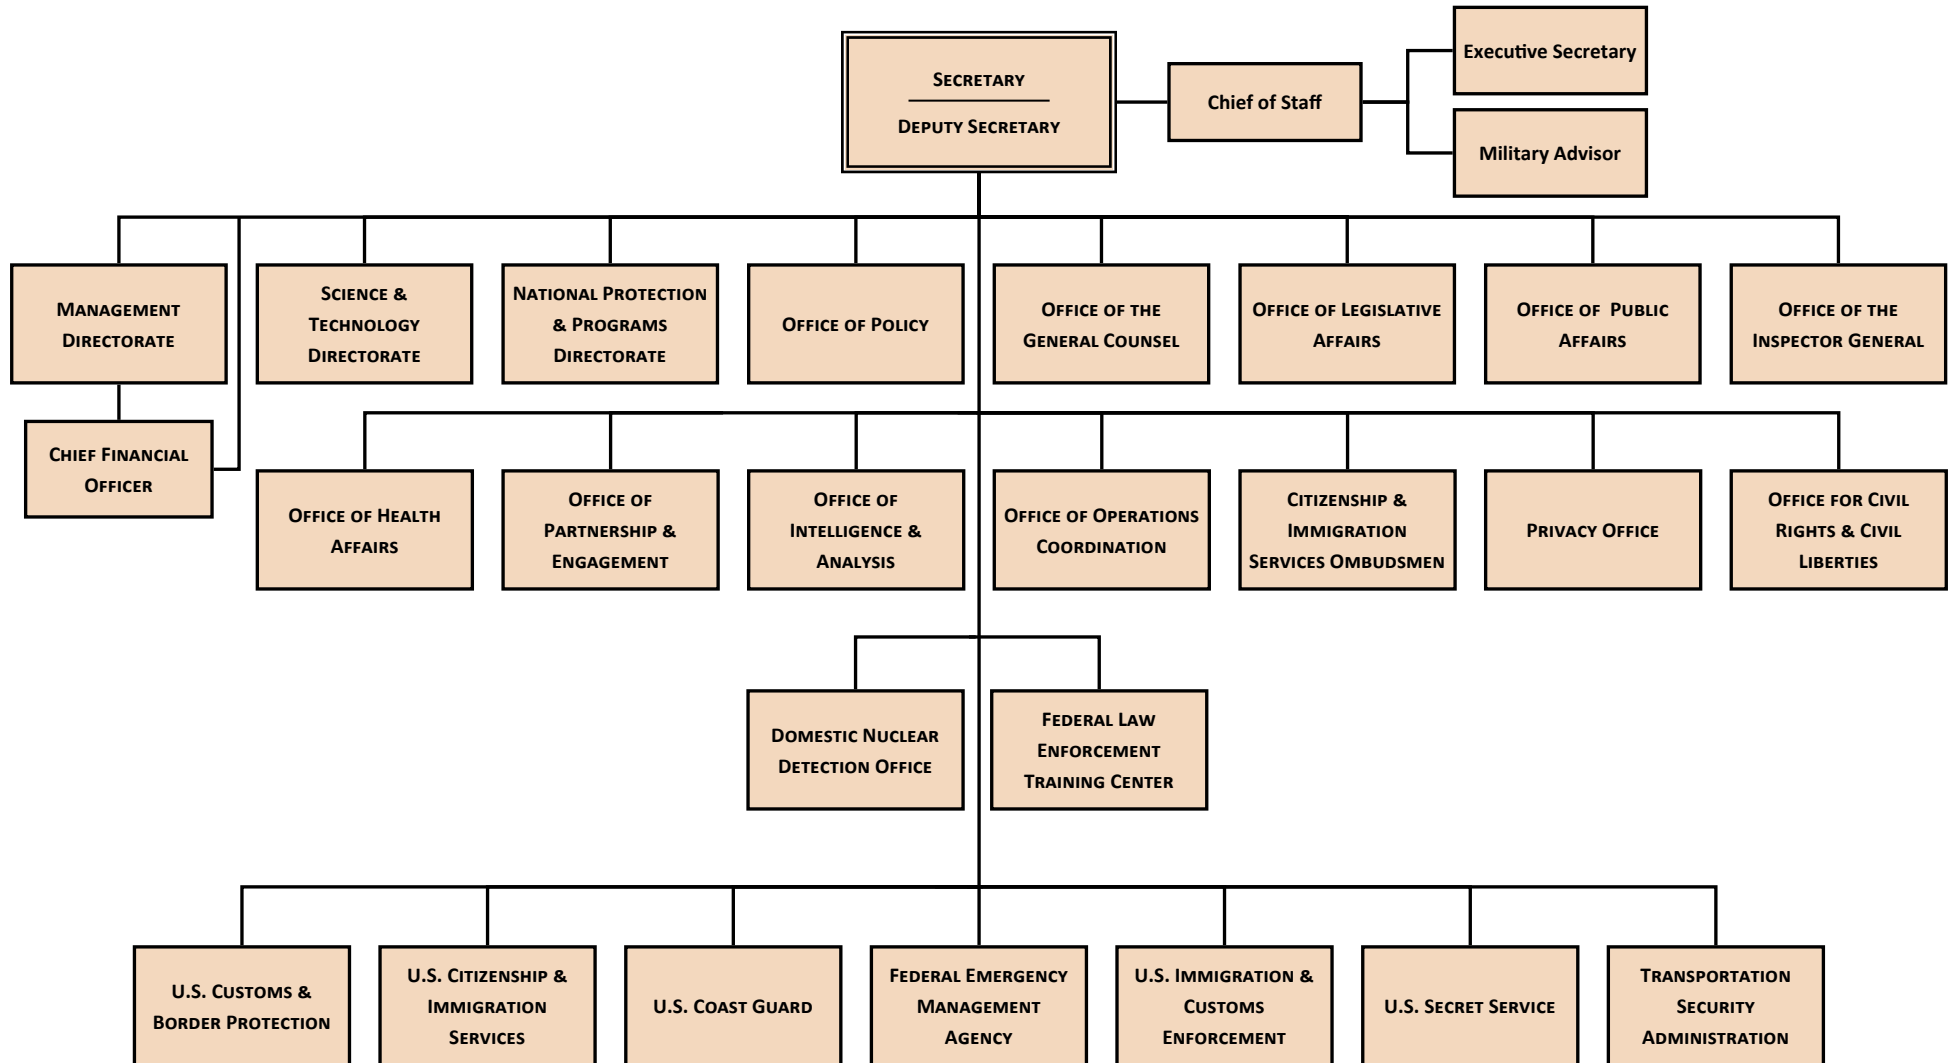 Executive Secretary
SECRETARY
DEPUTY SECRETARY
Chief of Staff
Military Advisor
MANAGEMENT
DIRECTORATE
SCIENCE &
TECHNOLOGY
DIRECTORATE
NATIONAL PROTECTION
& PROGRAMS
DIRECTORATE
OFFICE OF POLICY
OFFICE OF THE
GENERAL COUNSEL
OFFICE OF LEGISLATIVE
AFFAIRS
OFFICE OF PUBLIC
AFFAIRS
OFFICE OF THE
INSPECTOR GENERAL
CHIEF FINANCIAL
OFFICER
OFFICE OF HEALTH
AFFAIRS
OFFICE OF
PARTNERSHIP &
ENGAGEMENT
OFFICE OF
INTELLIGENCE &
ANALYSIS
OFFICE OF OPERATIONS
COORDINATION
CITIZENSHIP &
IMMIGRATION
SERVICES OMBUDSMEN
PRIVACY OFFICE
OFFICE FOR CIVIL
RIGHTS & CIVIL
LIBERTIES
DOMESTIC NUCLEAR
DETECTION OFFICE
FEDERAL LAW
ENFORCEMENT
TRAINING CENTER
U.S. CUSTOMS &
BORDER PROTECTION
U.S. CITIZENSHIP &
IMMIGRATION
SERVICES
U.S. COAST GUARD
FEDERAL EMERGENCY
MANAGEMENT
AGENCY
U.S. IMMIGRATION &
CUSTOMS
ENFORCEMENT
U.S. SECRET SERVICE
TRANSPORTATION
SECURITY
ADMINISTRATION